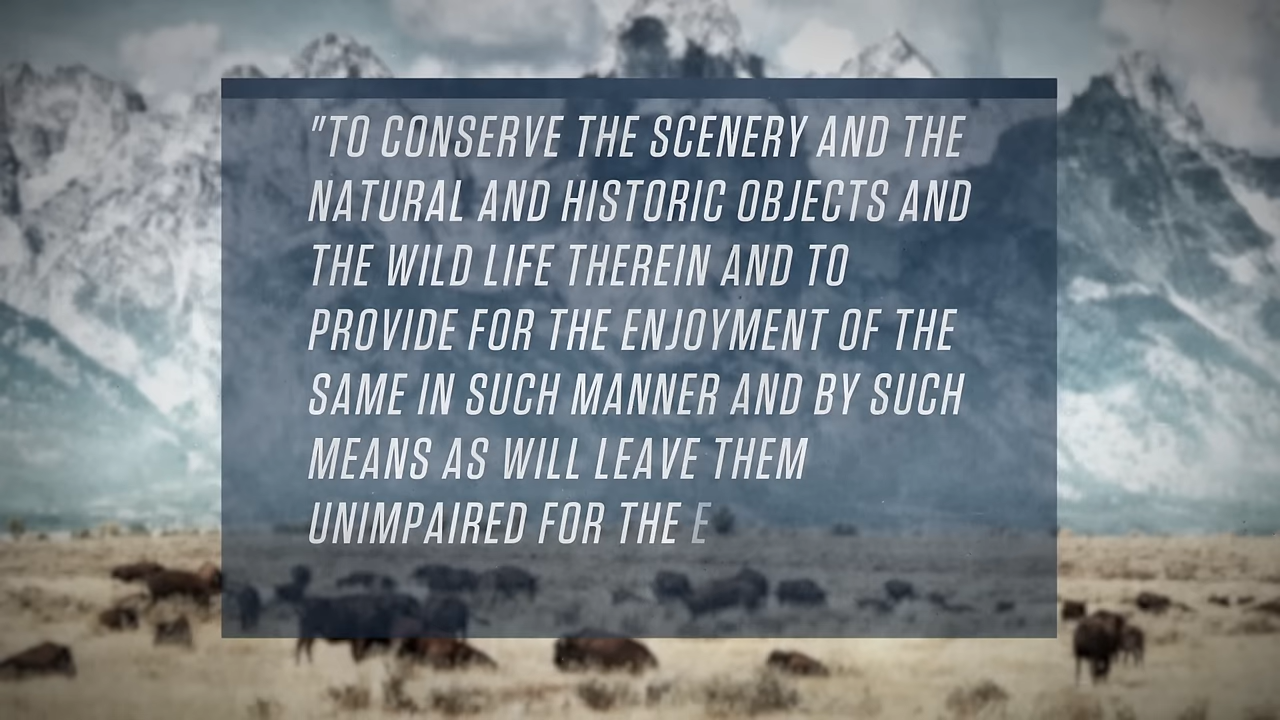 "TO CONSERVE THE SCENERY AND THE
NATURAL AND HISTORIC OBJECTS AND
THE WILD LIFE THEREIN AND TO
PROVIDE FOR THE ENJOYMENT OF THE
SAME IN SUCH MANNER AND BY SUCH
MEANS AS WILL LEAVE THEM
UNIMPAIRED FOR THE E